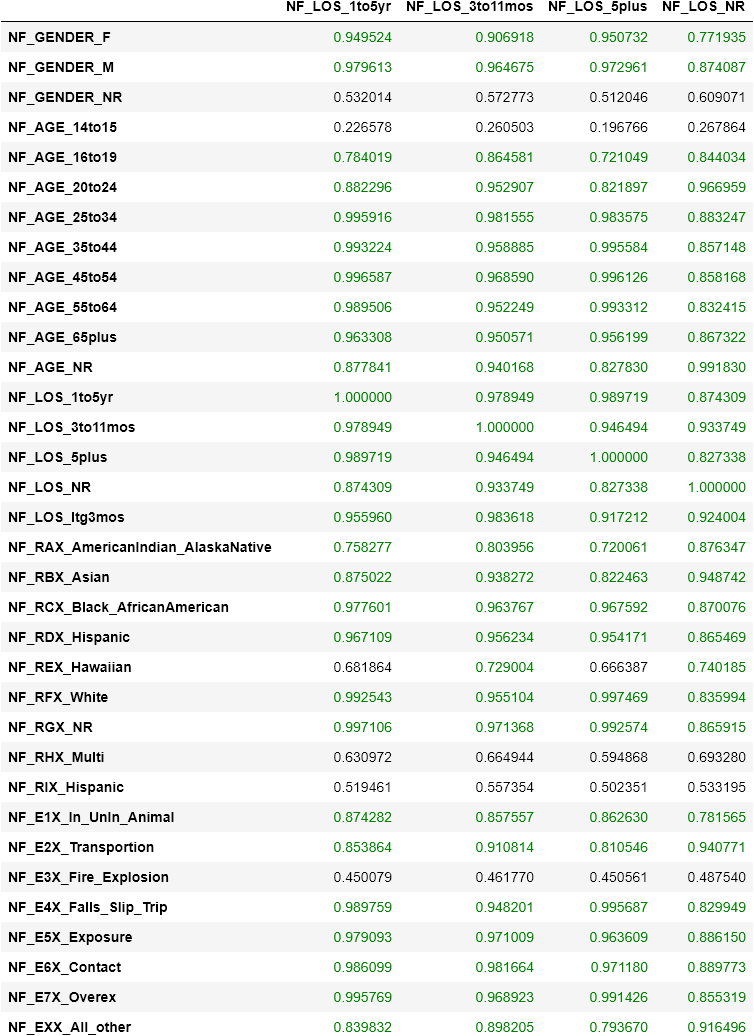 NF_LOS_1to5yr NF_LOS_3to11mos NF_LOS_5plus NF_LOS_NR
NF_GENDER_F 0.949524 0.906918 0.950732 0.771935
NF_GENDER_M 0.979613 0.964675 0.972961 0.874087
NF_GENDER_NR 0.532014 0.572773 0.512046 0.609071
NF_AGE_14to15 0.226578 0.260503 0.196766 0.267864
NF_AGE_16to19 0.784019 0.864581 0.721049 0.844034
NF_AGE_20to24 0.882296 0.952907 0.821897 0.966959
NF_AGE_25to34 0.995916 0.981555 0.983575 0.883247
NF_AGE_35to44 0.993224 0.958885 0.995584 0.857148
NF_AGE_45to54 0.996587 0.968590 0.996126 0.858168
NF_AGE_55to64 0.989506 0.952249 0.993312 0.832415
NF_AGE_65plus 0.963308 0.950571 0.956199 0.867322
NF_AGE_NR 0.877841 0.940168 0.827830 0.991830
NF_LOS_1to5yr 1.000000 0.978949 0.989719 0.874309
NF_LOS_3to11mos 0.978949 1.000000 0.946494 0.933749
NF_LOS_5plus 0.989719 0.946494 1.000000 0.827338
NF_LOS_NR 0.874309 0.933749 0.827338 1.000000
NF_LOS_ltg3mos 0.955960 0.983618 0.917212 0.924004
NF_RAX_AmericanIndian_AlaskaNative 0.758277 0.803956 0.720061 0.876347
NF_RBX_Asian 0.875022 0.938272 0.822463 0.948742
NF_RCX_Black_AfricanAmerican 0.977601 0.963767 0.967592 0.870076
NF_RDX_Hispanic 0.967109 0.956234 0.954171 0.865469
NF_REX_Hawaiian 0.681864 0.729004 0.666387 0.740185
NF_RFX_White 0.992543 0.955104 0.997469 0.835994
NF_RGX_NR 0.997106 0.971368 0.992574 0.865915
NF_RHX_Multi 0.630972 0.664944 0.594868 0.693280
NF_RIX_Hispanic 0.519461 0.557354 0.502351 0.533195
NF_E1X_In_UnIn_Animal 0.874282 0.857557 0.862630 0.781565
NF_E2X_Transportion 0.853864 0.910814 0.810546 0.940771
NF_E3X_Fire_Explosion 0.450079 0.461770 0.450561 0.487540
NF_E4X_Falls_Slip_Trip 0.989759 0.948201 0.995687 0.829949
NF_E5X_Exposure 0.979093 0.971009 0.963609 0.886150
NF_E6X_Contact 0.986099 0.981664 0.971180 0.889773
NF_E7X_Overex 0.995769 0.968923 0.991426 0.855319
NF_EXX_All_other 0.839832 0.898205 0.793670 0.916496